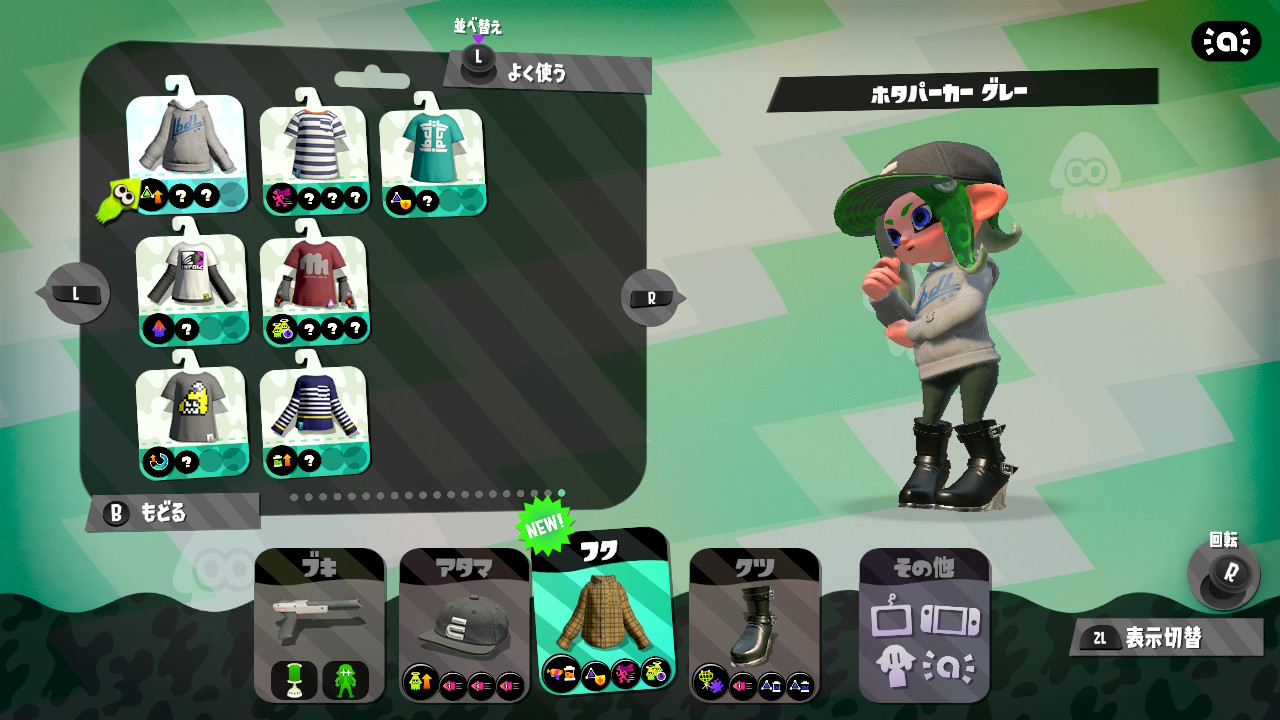 並べ替え
L
よく使う
ホタパーカー グレー
? ?
? ? ?
?
?
? ? ?
L
R
?
?
B もどる
NEW!
ブキ
アタマ
フク
クツ
その他
回転
R
ZL 表示切替